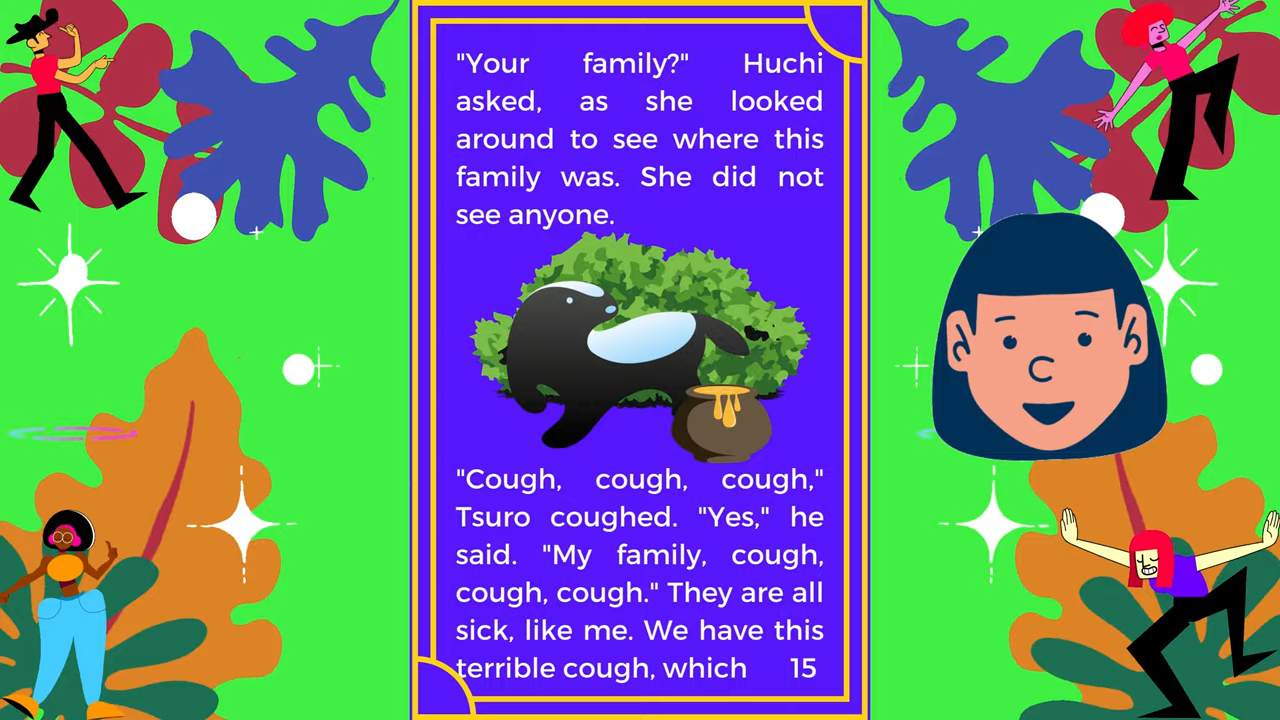 "Your family?" Huchi
asked, as she looked
around to see where this
family was. She did not
see anyone.
"Cough, cough, cough,"
Tsuro coughed. "Yes," he
said. "My family, cough,
cough, cough." They are all
sick, like me. We have this
terrible cough, which 15